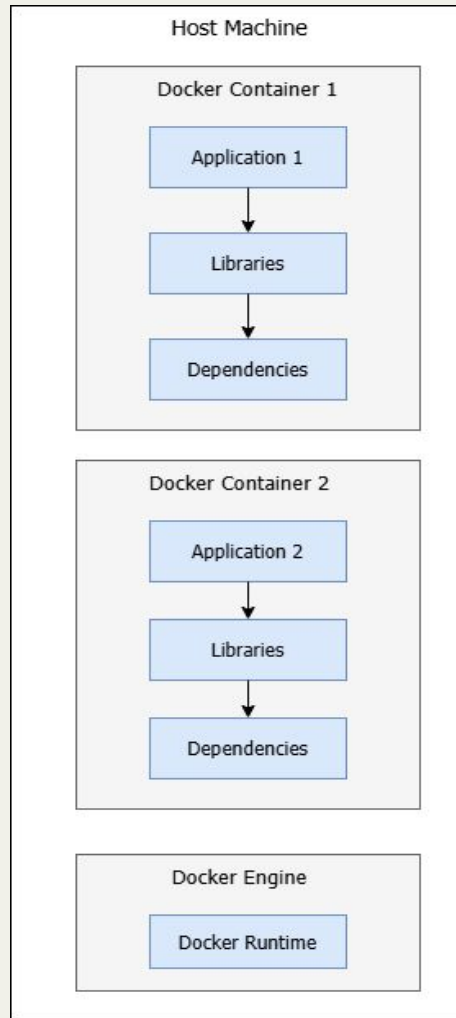 Host Machine
Docker Container 1
Application 1
Libraries
Dependencies
Docker Container 2
Application 2
Libraries
Dependencies
Docker Engine
Docker Runtime